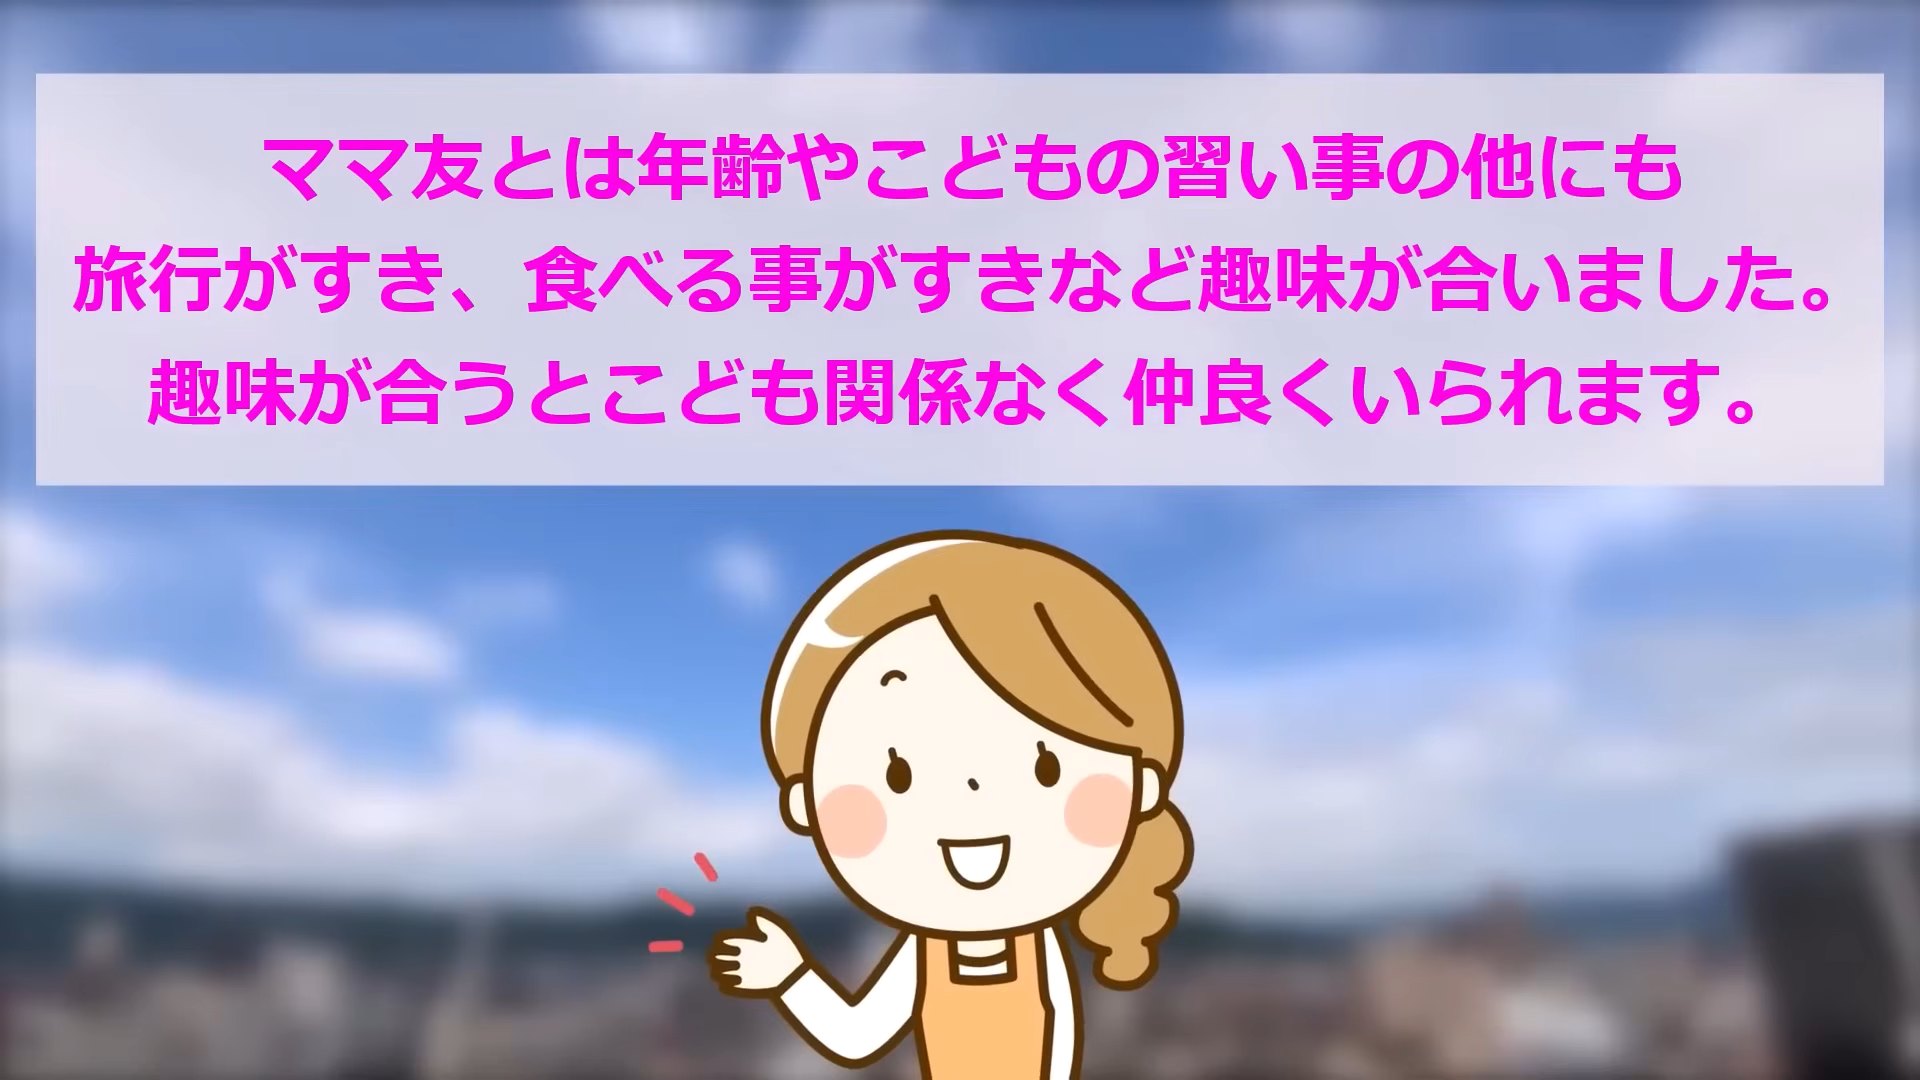 ママ友とは年齢やこどもの習い事の他にも
旅行がすき、食べる事がすきなど趣味が合いました。
趣味が合うとこども関係なく仲良くいられます。